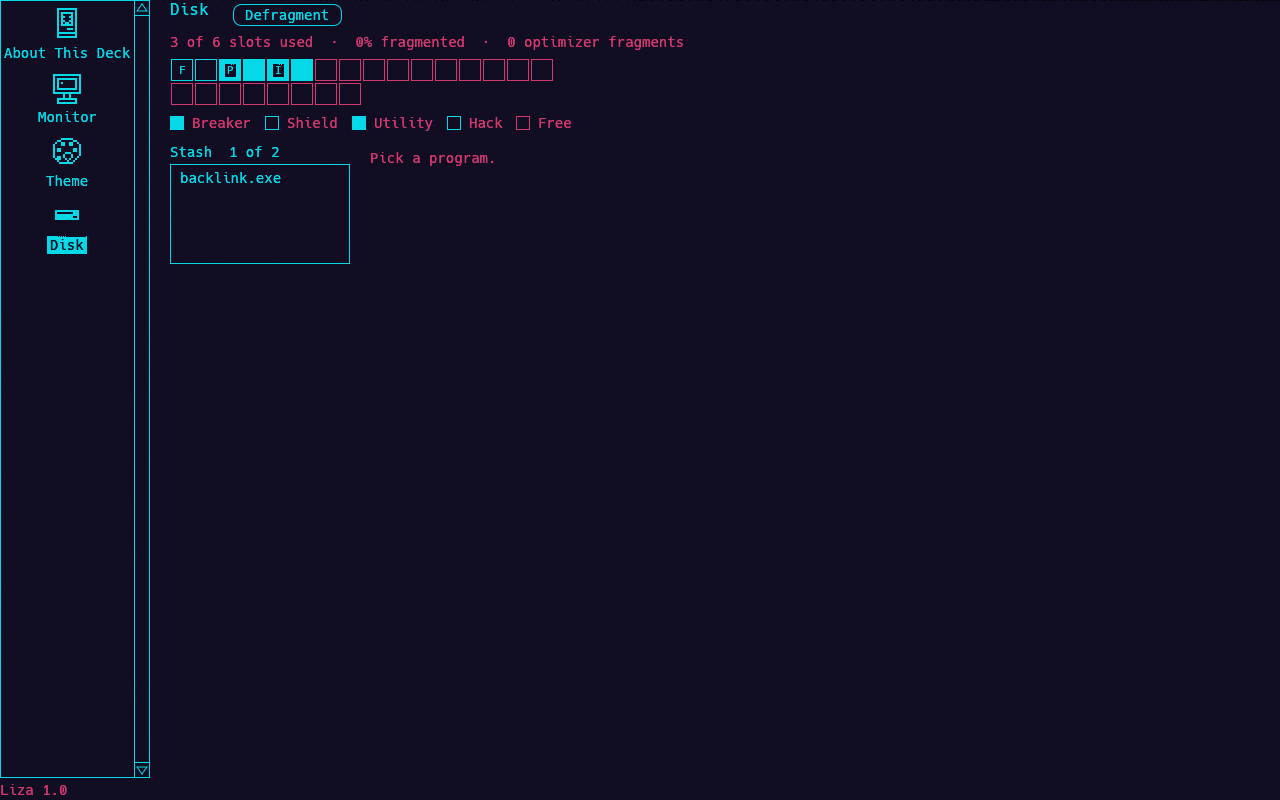 Disk
Defragment
3 of 6 slots used · 0% fragmented · 0 optimizer fragments
F P I
Breaker Shield Utility Hack Free
Stash 1 of 2
Pick a program.
backlink.exe
About This Deck
Monitor
Theme
Disk
Liza 1.0